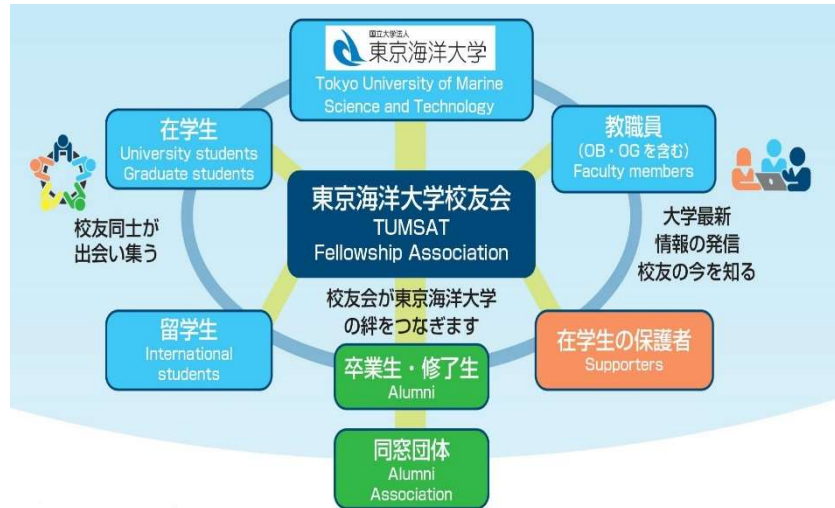 国立大学法人
東京海洋大学
Tokyo University of Marine
Science and Technology
在学生
University students
Graduate students
教職員
(OB・OGを含む)
Faculty members
校友同士が
出会い集う
東京海洋大学校友会
TUMSAT
Fellowship Association
大学最新
情報の発信
校友の今を知る
校友会が東京海洋大学
の絆をつなぎます
留学生
International
students
卒業生・修了生
Alumni
在学生の保護者
Supporters
同窓団体
Alumni
Association